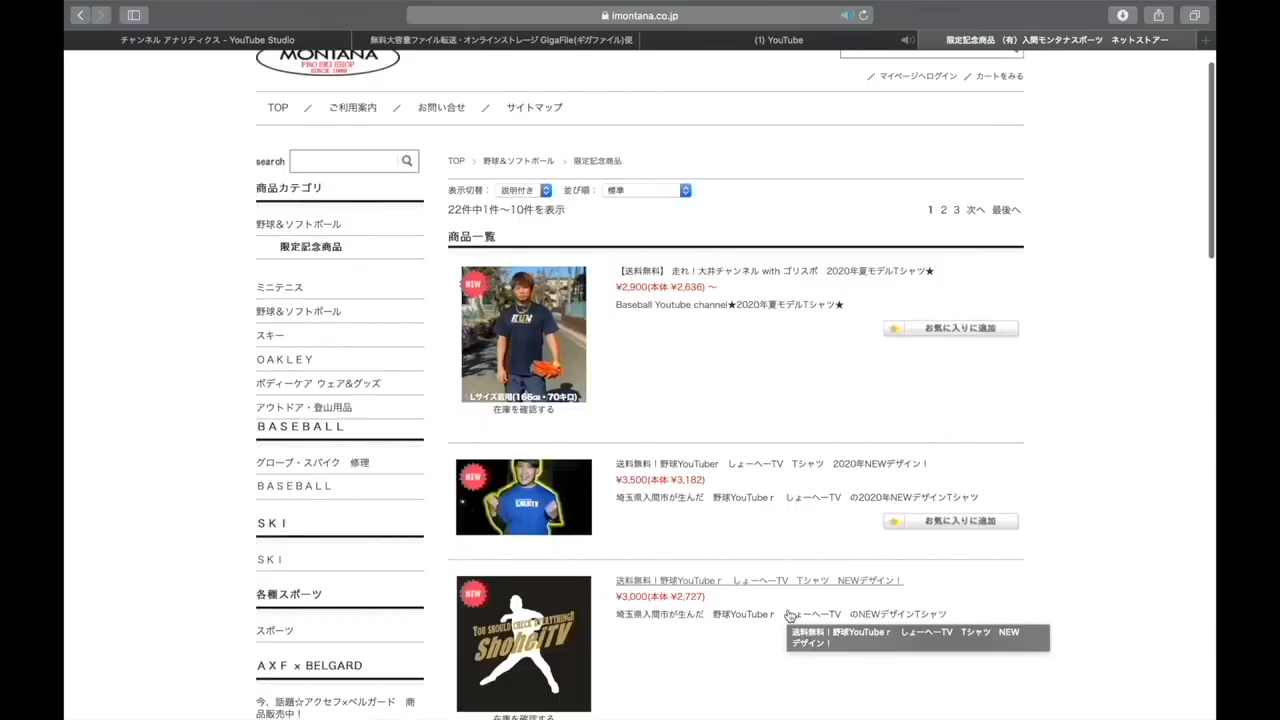 imontana.co.jp
チャンネル アナリティクス - YouTube Studio
無料大容量ファイル転送・オンラインストレージ GigaFile(ギガファイル)便
(1) YouTube
限定記念商品 （有）入間モンタナスポーツ　ネットストアー
MONTANA
PRO SKI SHOP
SINCE 1969
／ マイページへログイン ／ カートをみる
TOP ／ ご利用案内 ／ お問い合せ ／ サイトマップ
search
商品カテゴリ
野球＆ソフトボール
限定記念商品
ミニテニス
野球＆ソフトボール
スキー
ＯＡＫＬＥＹ
ボディーケア ウェア&グッズ
アウトドア・登山用品
ＢＡＳＥＢＡＬＬ
グローブ・スパイク　修理
ＢＡＳＥＢＡＬＬ
ＳＫＩ
ＳＫＩ
各種スポーツ
スポーツ
ＡＸＦ × BELGARD
今、話題☆アクセフ×ベルガード　商
品販売中！
TOP > 野球＆ソフトボール > 限定記念商品
表示切替： 説明付き 並び順： 標準
22件中1件～10件を表示
1 2 3 次へ 最後へ
商品一覧
NEW
RUN
Lサイズ着用(166㎝・70キロ)
在庫を確認する
【送料無料】 走れ！大井チャンネル with ゴリスポ　2020年夏モデルTシャツ★
¥2,900(本体 ¥2,636) ～
Baseball Youtube channel★2020年夏モデルTシャツ★
お気に入りに追加
NEW
送料無料！野球YouTuber　しょーへーTV　Tシャツ　2020年NEWデザイン！
¥3,500(本体 ¥3,182)
埼玉県入間市が生んだ　野球YouTubeｒ　しょーへーTV　の2020年NEWデザインTシャツ
お気に入りに追加
NEW
YOU SHOULD CHECK EVERYTHING!!
ShoheiTV
在庫を確認する
送料無料！野球YouTubeｒ　しょーへーTV　Tシャツ　NEWデザイン！
¥3,000(本体 ¥2,727)
埼玉県入間市が生んだ　野球YouTubeｒ　しょーへーTV　のNEWデザインTシャツ
送料無料！野球YouTubeｒ　しょーへーTV　Tシャツ　NEW
デザイン！